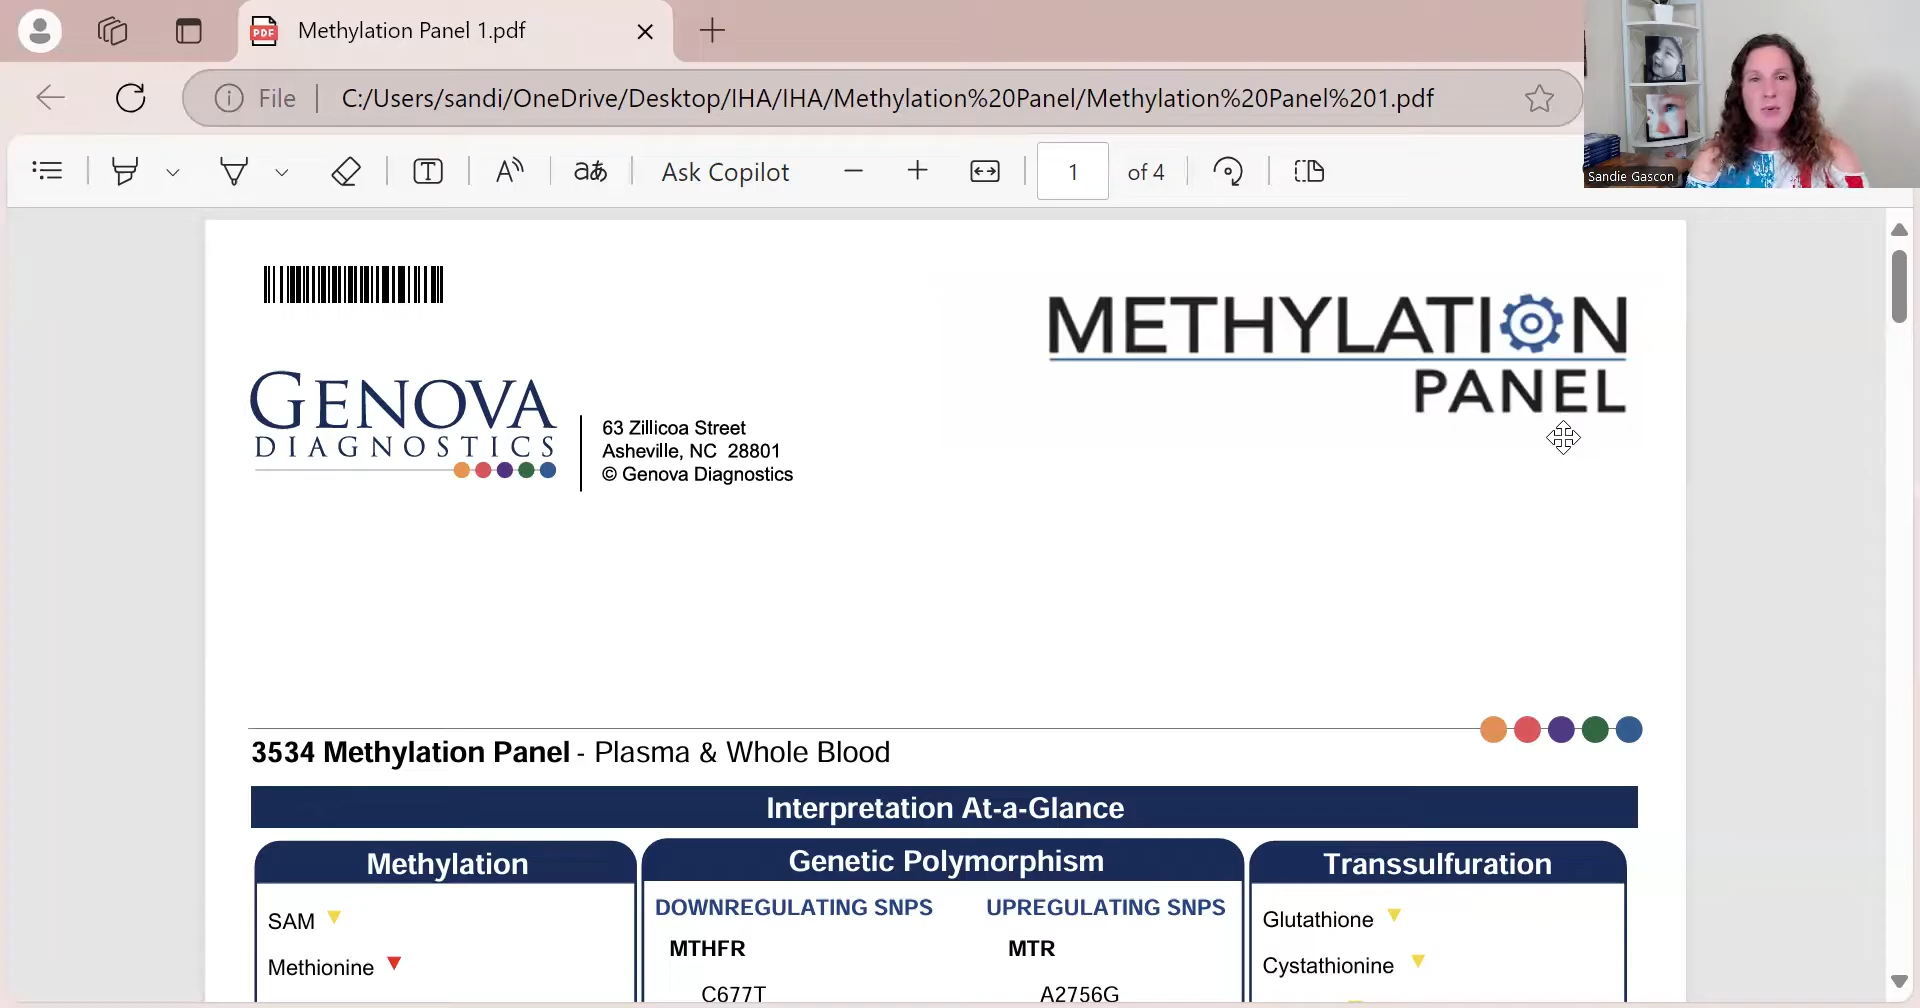 Methylation Panel 1.pdf
File
C:/Users/sandi/OneDrive/Desktop/IHA/IHA/Methylation%20Panel/Methylation%20Panel%201.pdf
aあ
Ask Copilot
1 of 4
Sandie Gascon
METHYLATION
PANEL
GENOVA
DIAGNOSTICS
63 Zillicoa Street
Asheville, NC 28801
© Genova Diagnostics
3534 Methylation Panel - Plasma & Whole Blood
Interpretation At-a-Glance
Methylation
SAM
Methionine
Genetic Polymorphism
DOWNREGULATING SNPS UPREGULATING SNPS
MTHFR MTR
C677T A2756G
Transsulfuration
Glutathione
Cystathionine